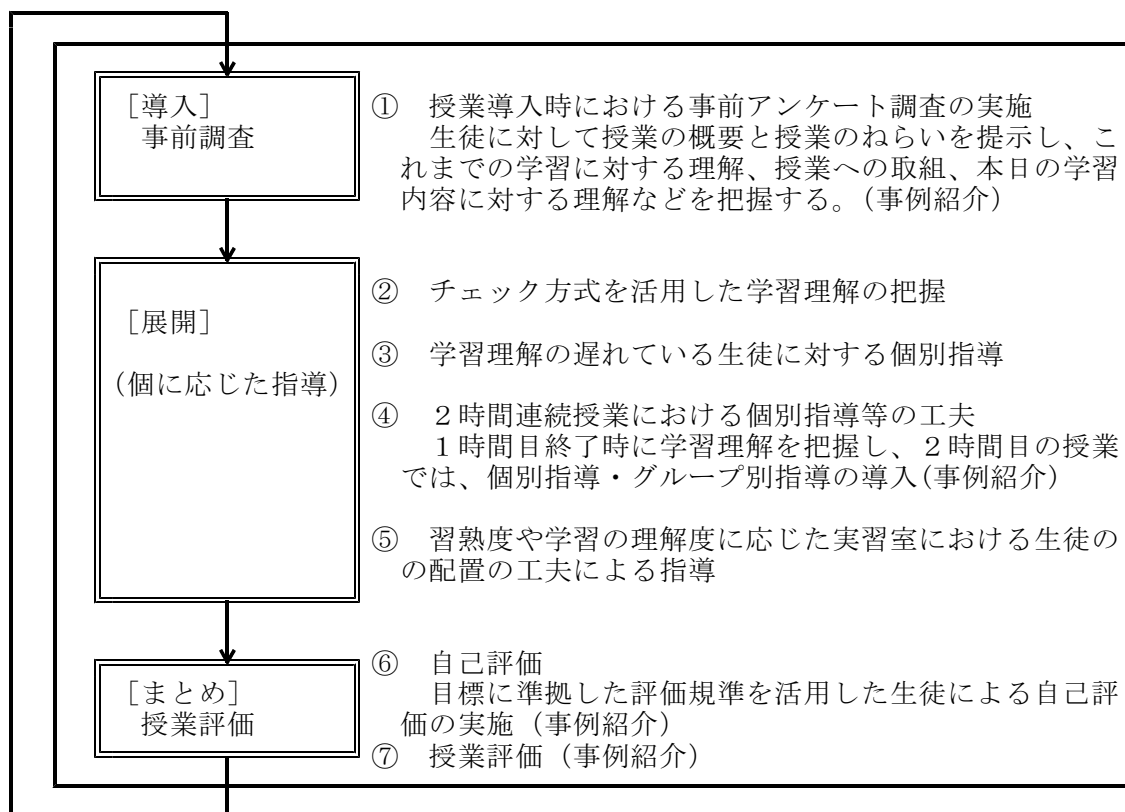 [導入]
事前調査
① 授業導入時における事前アンケート調査の実施
生徒に対して授業の概要と授業のねらいを提示し、こ
れまでの学習に対する理解、授業への取組、本日の学習
内容に対する理解などを把握する。(事例紹介)
[展開]
(個に応じた指導)
② チェック方式を活用した学習理解の把握
③ 学習理解の遅れている生徒に対する個別指導
④ 2時間連続授業における個別指導等の工夫
1時間目終了時に学習理解を把握し、2時間目の授業
では、個別指導・グループ別指導の導入(事例紹介)
⑤ 習熟度や学習の理解度に応じた実習室における生徒の
の配置の工夫による指導
[まとめ]
授業評価
⑥ 自己評価
目標に準拠した評価規準を活用した生徒による自己評
価の実施 (事例紹介)
⑦ 授業評価 (事例紹介)